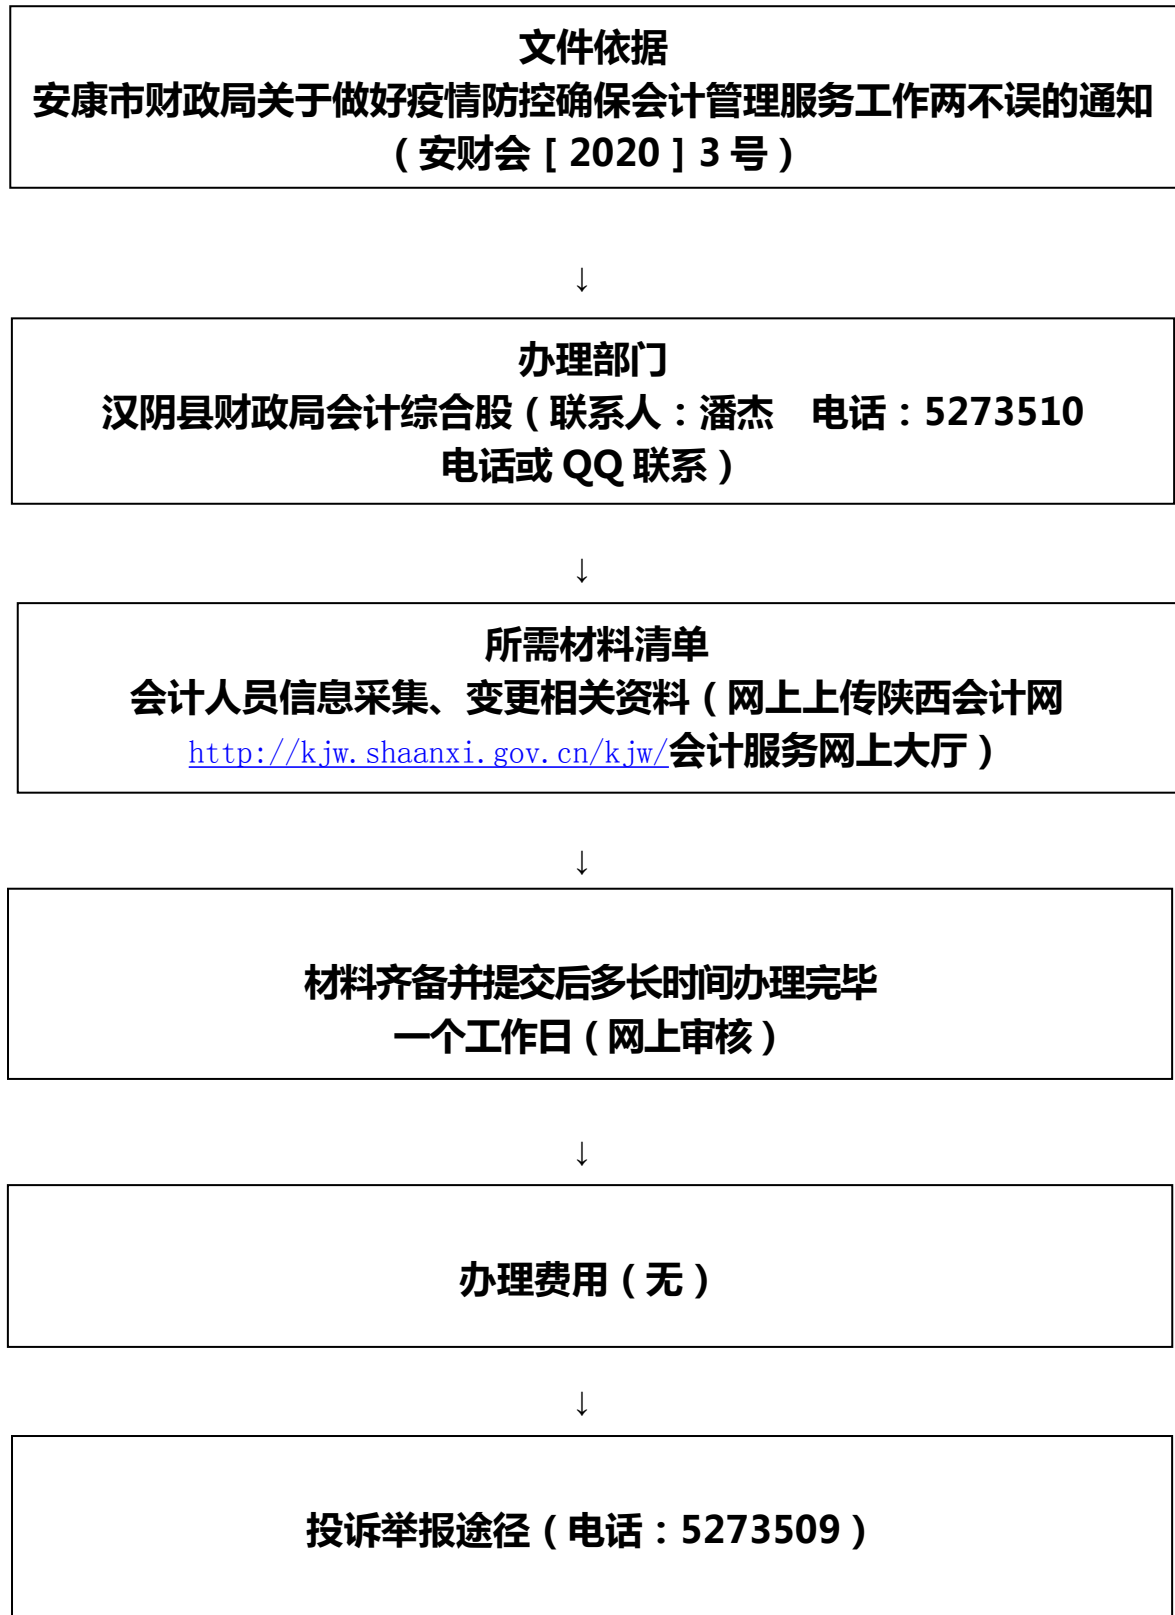 文件依据
安康市财政局关于做好疫情防控确保会计管理服务工作两不误的通知
（安财会［2020］3号）
↓
办理部门
汉阴县财政局会计综合股（联系人：潘杰　电话：5273510
电话或 QQ 联系）
↓
所需材料清单
会计人员信息采集、变更相关资料（网上上传陕西会计网
http://kjw.shaanxi.gov.cn/kjw/会计服务网上大厅）
↓
材料齐备并提交后多长时间办理完毕
一个工作日（网上审核）
↓
办理费用（无）
↓
投诉举报途径（电话：5273509）